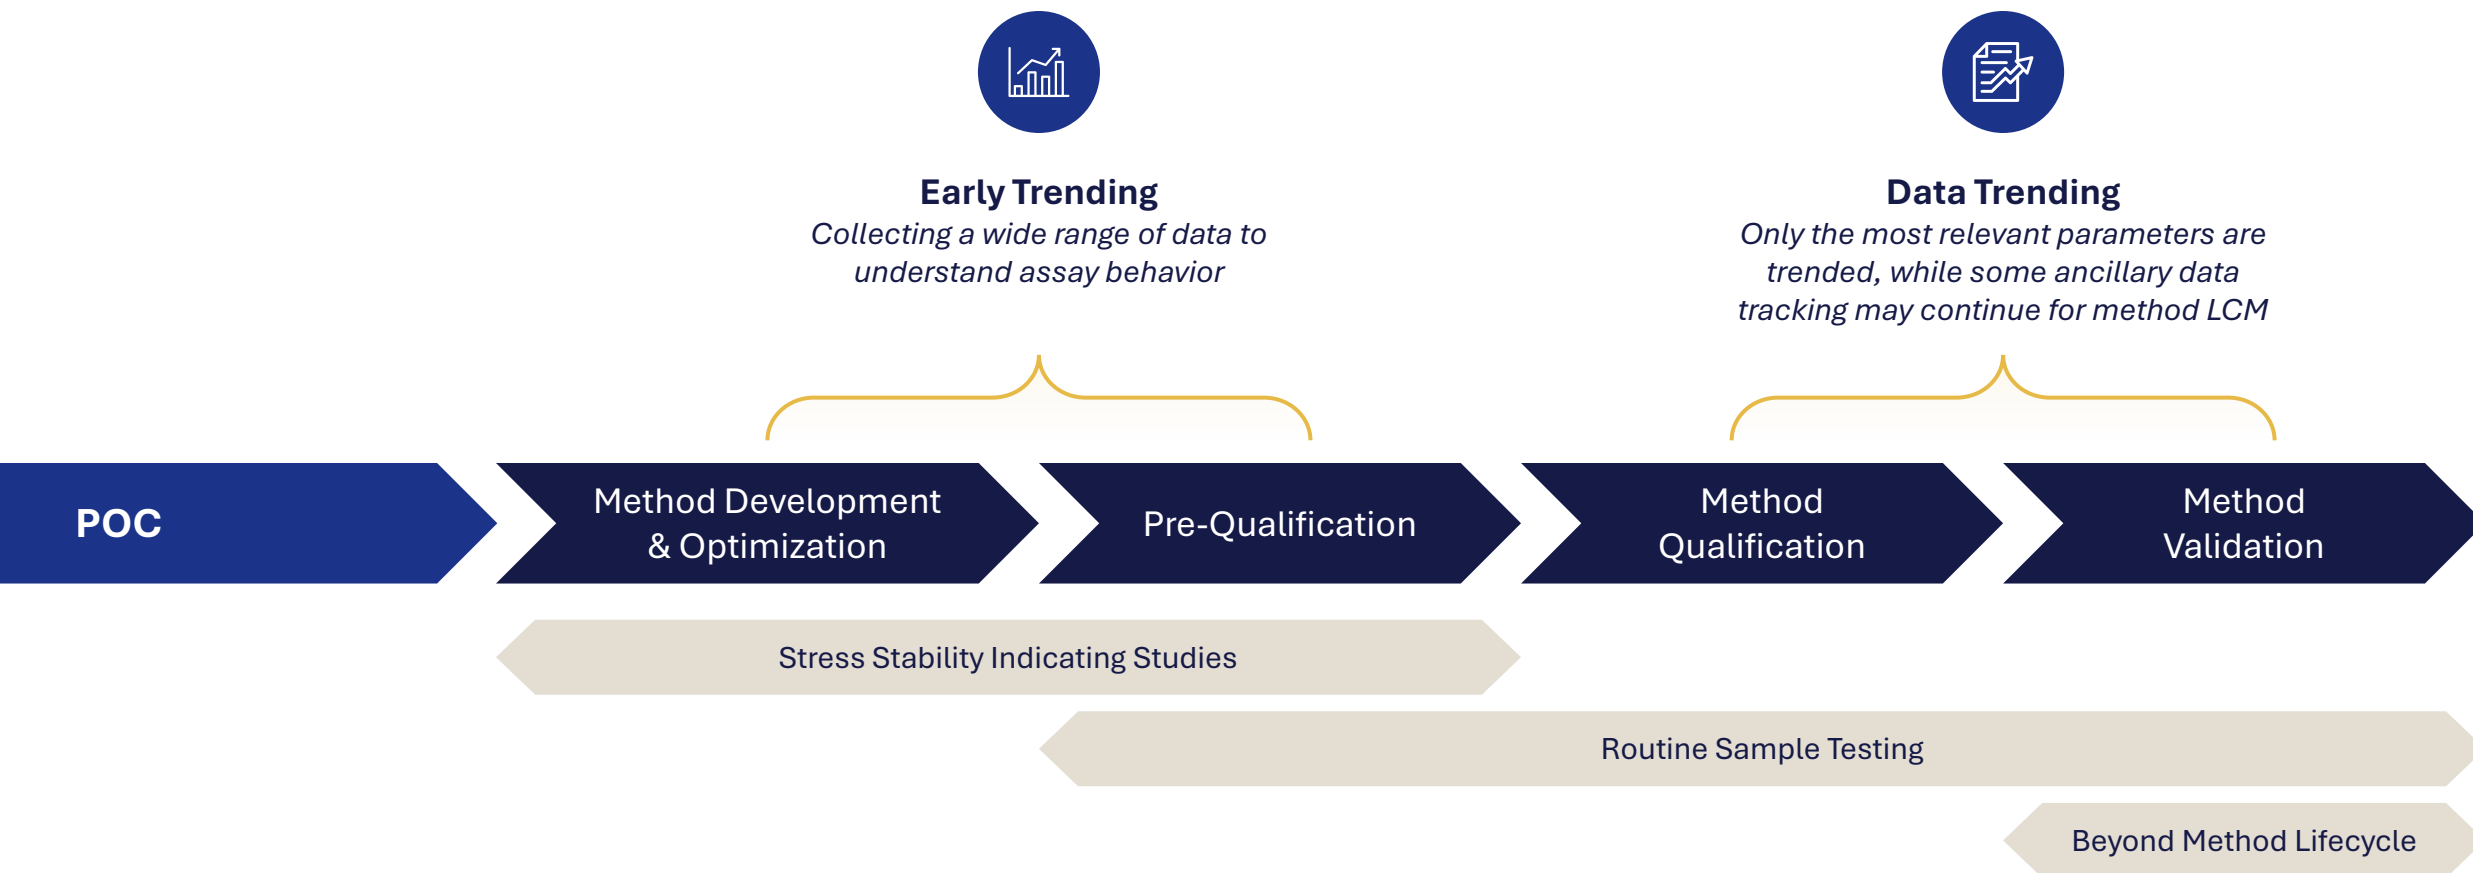 Early Trending
Collecting a wide range of data to
understand assay behavior
Data Trending
Only the most relevant parameters are
trended, while some ancillary data
tracking may continue for method LCM
POC
Method Development
& Optimization
Pre-Qualification
Method
Qualification
Method
Validation
Stress Stability Indicating Studies
Routine Sample Testing
Beyond Method Lifecycle